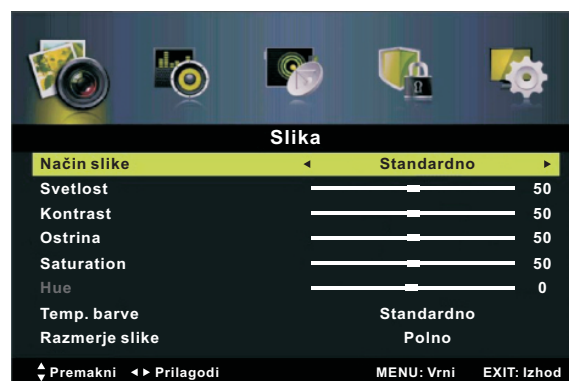 Slika
Način slike Standardno
Svetlost 50
Kontrast 50
Ostrina 50
Saturation 50
Hue 0
Temp. barve Standardno
Razmerje slike Polno
Premakni Prilagodi MENU: Vrni EXIT: Izhod